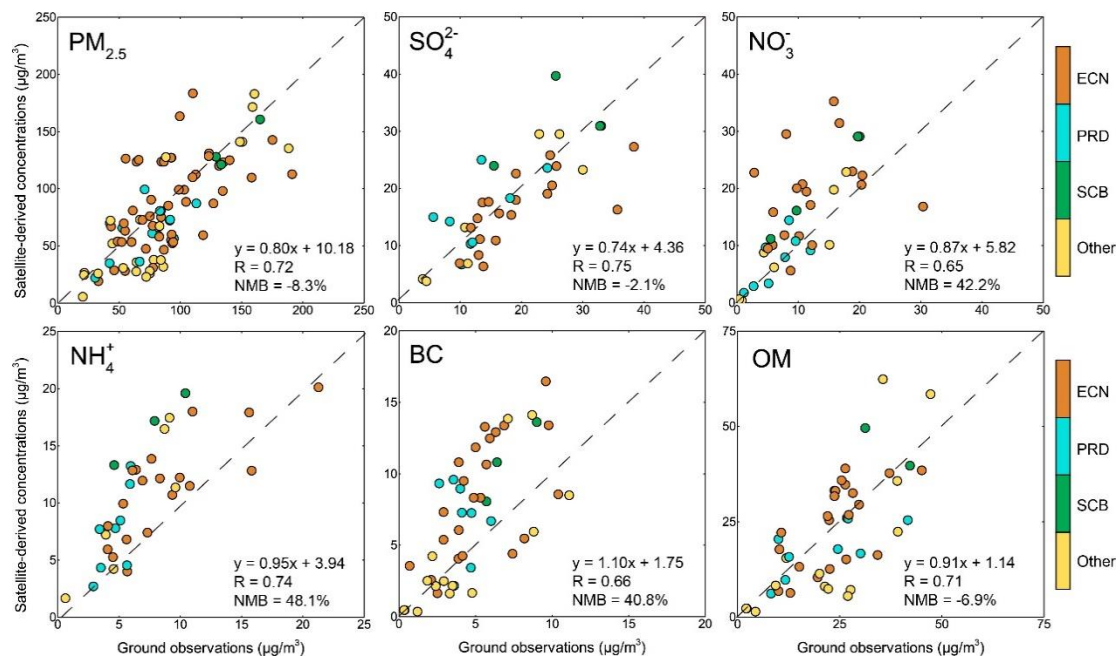 PM2.5
SO4^2-
NO3^-
250
200
150
100
50
0
0
50
100
150
200
250
y = 0.80x + 10.18
R = 0.72
NMB = -8.3%
50
40
30
20
10
0
0
10
20
30
40
50
y = 0.74x + 4.36
R = 0.75
NMB = -2.1%
50
40
30
20
10
0
0
10
20
30
40
50
y = 0.87x + 5.82
R = 0.65
NMB = 42.2%
Satellite-derived concentrations (μg/m³)
ECN
PRD
SCB
Other
NH4^+
BC
OM
25
20
15
10
5
0
0
5
10
15
20
25
y = 0.95x + 3.94
R = 0.74
NMB = 48.1%
20
15
10
5
0
0
5
10
15
20
y = 1.10x + 1.75
R = 0.66
NMB = 40.8%
75
50
25
0
0
25
50
75
y = 0.91x + 1.14
R = 0.71
NMB = -6.9%
Satellite-derived concentrations (μg/m³)
ECN
PRD
SCB
Other
Ground observations (μg/m³)
Ground observations (μg/m³)
Ground observations (μg/m³)